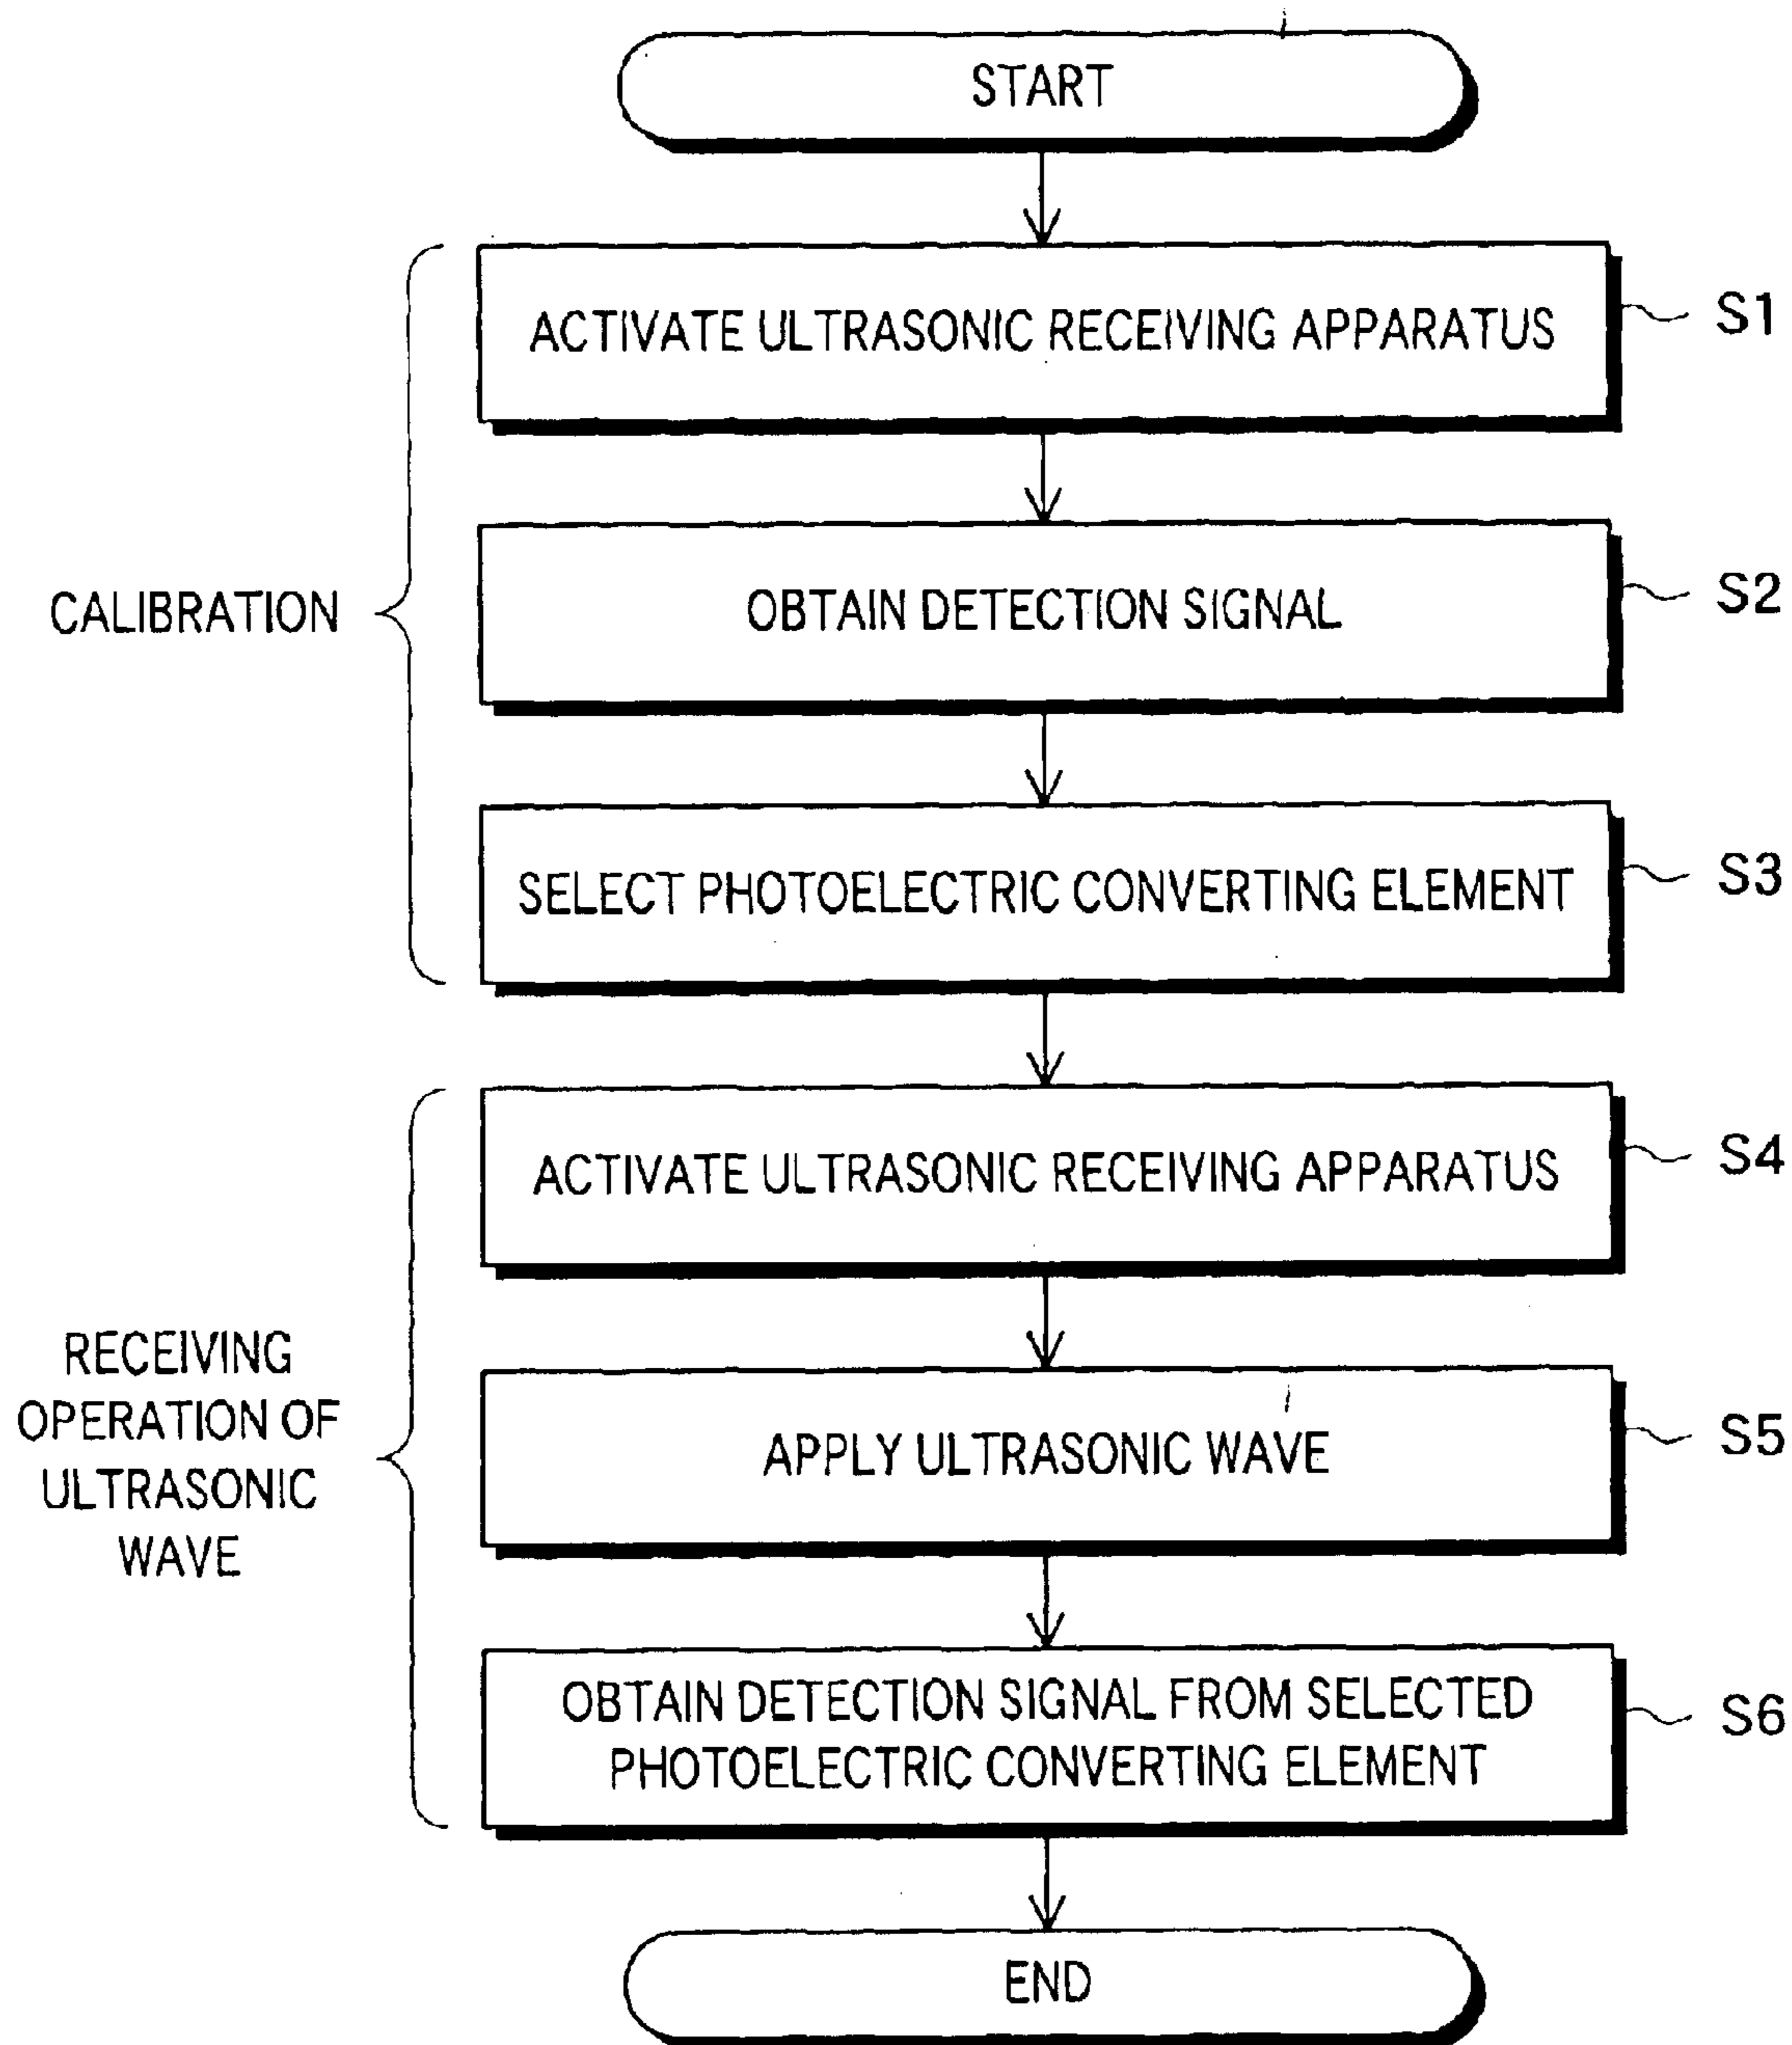 START
ACTIVATE ULTRASONIC RECEIVING APPARATUS
S1
CALIBRATION
OBTAIN DETECTION SIGNAL
S2
SELECT PHOTOELECTRIC CONVERTING ELEMENT
S3
ACTIVATE ULTRASONIC RECEIVING APPARATUS
S4
RECEIVING
OPERATION OF
ULTRASONIC
WAVE
APPLY ULTRASONIC WAVE
S5
OBTAIN DETECTION SIGNAL FROM SELECTED
PHOTOELECTRIC CONVERTING ELEMENT
S6
END